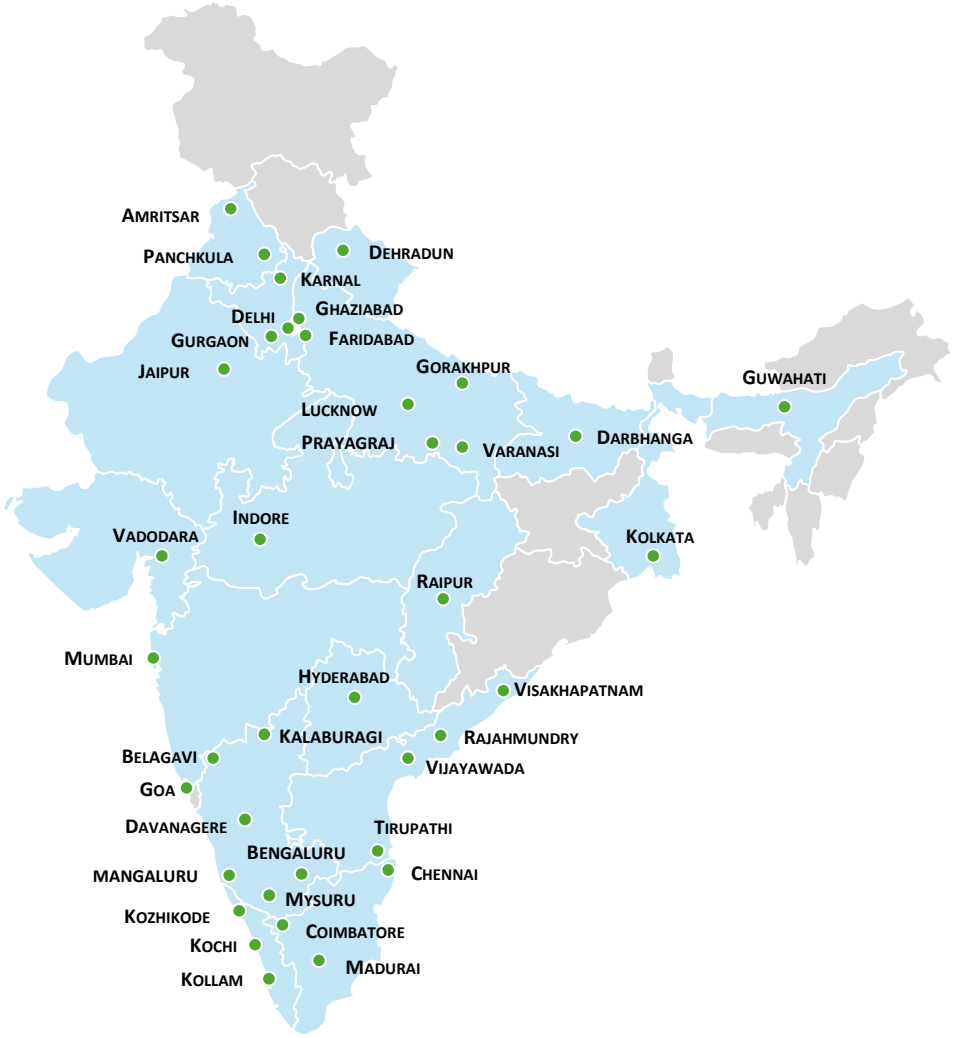 AMRITSAR
PANCHKULA
DEHRADUN
KARNAL
GHAZIABAD
DELHI
GURGAON
FARIDABAD
JAIPUR
GORAKHPUR
GUWAHATI
LUCKNOW
PRAYAGRAJ
VARANASI
DARBHANGA
INDORE
VADODARA
KOLKATA
RAIPUR
MUMBAI
HYDERABAD
VISAKHAPATNAM
KALABURAGI
RAJAHMUNDRY
BELAGAVI
VIJAYAWADA
GOA
DAVANAGERE
TIRUPATHI
BENGALURU
CHENNAI
MANGALURU
MYSURU
KOZHIKODE
COIMBATORE
KOCHI
MADURAI
KOLLAM